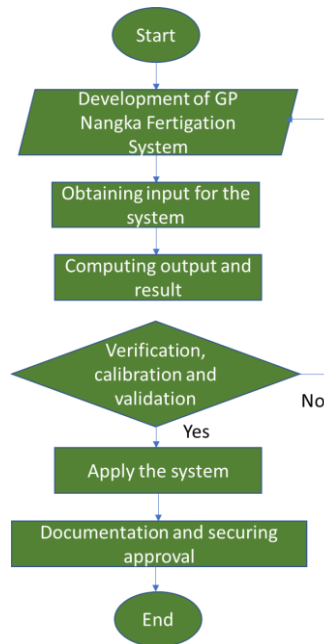 Start
Development of GP
Nangka Fertigation
System
Obtaining input for the
system
Computing output and
result
Verification,
calibration and
validation
No
Yes
Apply the system
Documentation and securing
approval
End